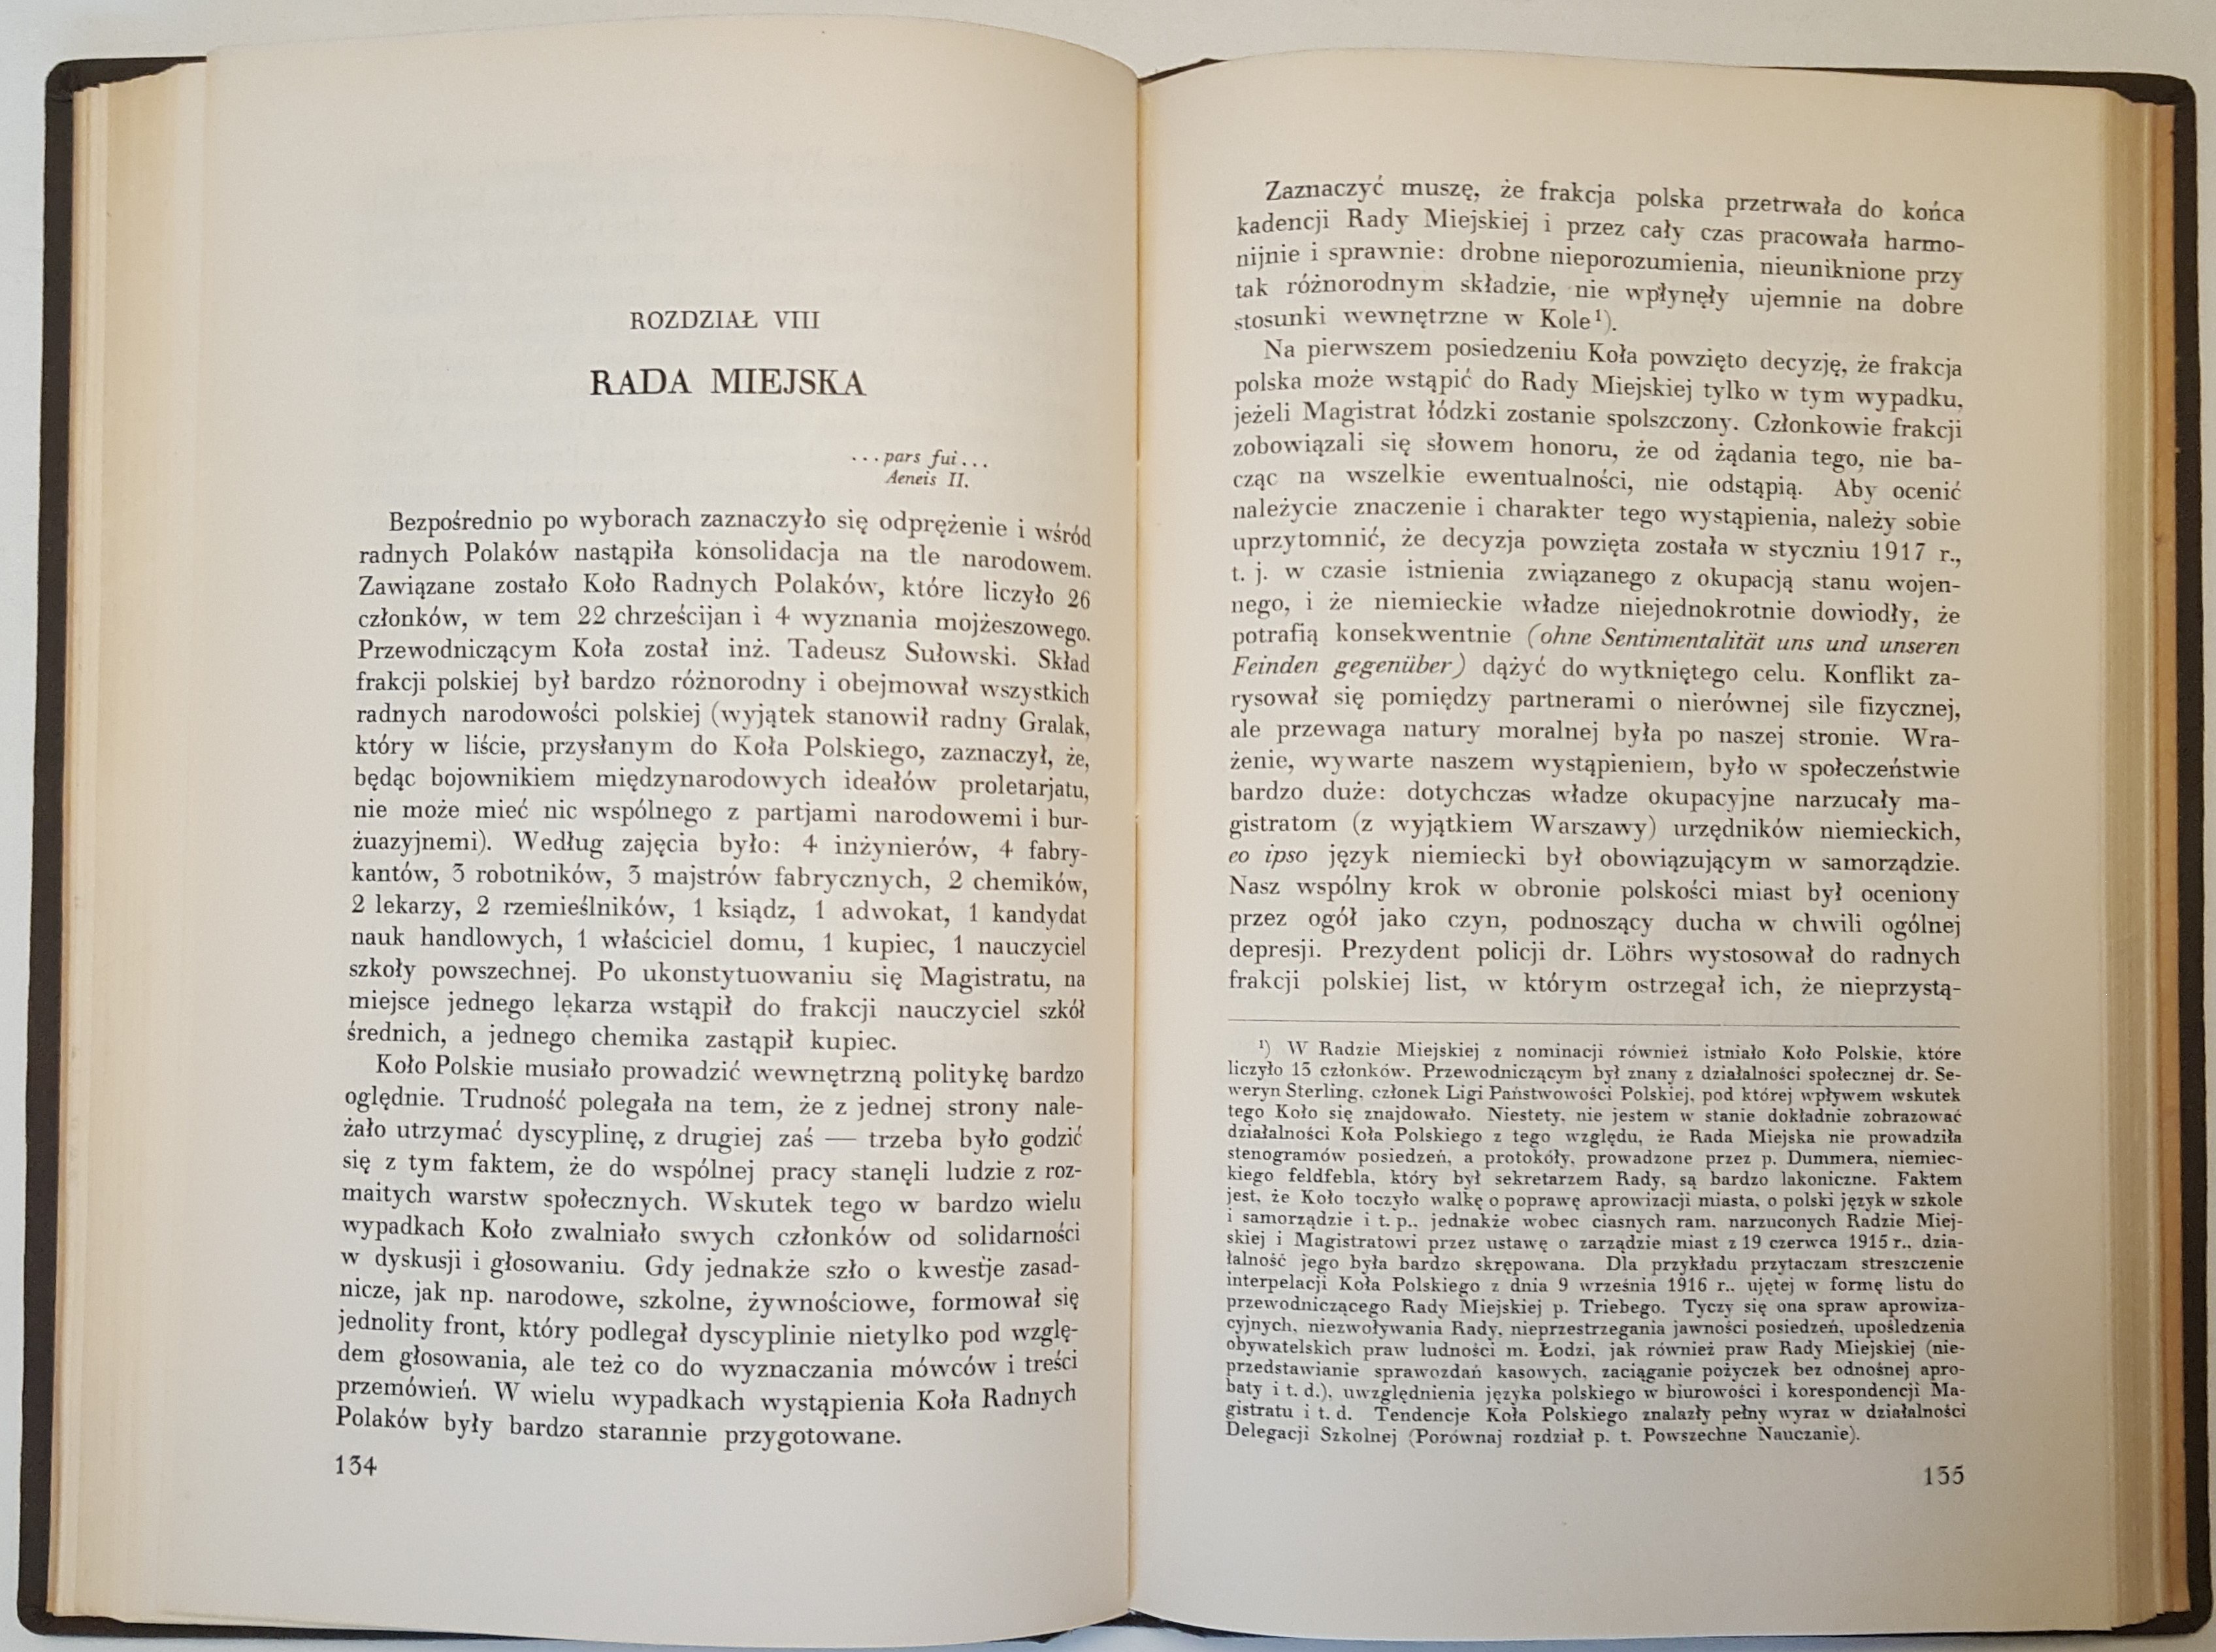 ROZDZIAŁ VIII
RADA MIEJSKA
...pars fui...
Aeneis II.
Bezpośrednio po wyborach zaznaczyło się odprężenie i wśród
radnych Polaków nastąpiła konsolidacja na tle narodowem.
Zawiązane zostało Koło Radnych Polaków, które liczyło 26
członków, w tem 22 chrześcijan i 4 wyznania mojżeszowego.
Przewodniczącym Koła został inż. Tadeusz Sułowski. Skład
frakcji polskiej był bardzo różnorodny i obejmował wszystkich
radnych narodowości polskiej (wyjątek stanowił radny Gralak,
który w liście, przysłanym do Koła Polskiego, zaznaczył, że,
będąc bojownikiem międzynarodowych ideałów proletarjatu,
nie może mieć nic wspólnego z partjami narodowemi i bur-
żuazyjnemi). Według zajęcia było: 4 inżynierów, 4 fabry-
kantów, 3 robotników, 3 majstrów fabrycznych, 2 chemików,
2 lekarzy, 2 rzemieślników, 1 ksiądz, 1 adwokat, 1 kandydat
nauk handlowych, 1 właściciel domu, 1 kupiec, 1 nauczyciel
szkoły powszechnej. Po ukonstytuowaniu się Magistratu, na
miejsce jednego lękarza wstąpił do frakcji nauczyciel szkół
średnich, a jednego chemika zastąpił kupiec.
Koło Polskie musiało prowadzić wewnętrzną politykę bardzo
oględnie. Trudność polegała na tem, że z jednej strony nale-
żało utrzymać dyscyplinę, z drugiej zaś — trzeba było godzić
się z tym faktem, że do wspólnej pracy stanęli ludzie z roz-
maitych warstw społecznych. Wskutek tego w bardzo wielu
wypadkach Koło zwalniało swych członków od solidarności
w dyskusji i głosowaniu. Gdy jednakże szło o kwestje zasad-
nicze, jak np. narodowe, szkolne, żywnościowe, formował się
jednolity front, który podlegał dyscyplinie nietylko pod wzglę-
dem głosowania, ale też co do wyznaczania mówców i treści
przemówień. W wielu wypadkach wystąpienia Koła Radnych
Polaków były bardzo starannie przygotowane.
134
Zaznaczyć muszę, że frakcja polska przetrwała do końca
kadencji Rady Miejskiej i przez cały czas pracowała harmo-
nijnie i sprawnie: drobne nieporozumienia, nieuniknione przy
tak różnorodnym składzie, nie wpłynęły ujemnie na dobre
stosunki wewnętrzne w Kole¹).
Na pierwszem posiedzeniu Koła powzięto decyzję, że frakcja
polska może wstąpić do Rady Miejskiej tylko w tym wypadku,
jeżeli Magistrat łódzki zostanie spolszczony. Członkowie frakcji
zobowiązali się słowem honoru, że od żądania tego, nie ba-
cząc na wszelkie ewentualności, nie odstąpią. Aby ocenić
należycie znaczenie i charakter tego wystąpienia, należy sobie
uprzytomnić, że decyzja powzięta została w styczniu 1917 r.,
t. j. w czasie istnienia związanego z okupacją stanu wojen-
nego, i że niemieckie władze niejednokrotnie dowiodły, że
potrafią konsekwentnie (ohne Sentimentalität uns und unseren
Feinden gegenüber) dążyć do wytkniętego celu. Konflikt za-
rysował się pomiędzy partnerami o nierównej sile fizycznej,
ale przewaga natury moralnej była po naszej stronie. Wra-
żenie, wywarte naszem wystąpieniem, było w społeczeństwie
bardzo duże: dotychczas władze okupacyjne narzucały ma-
gistratom (z wyjątkiem Warszawy) urzędników niemieckich,
eo ipso język niemiecki był obowiązującym w samorządzie.
Nasz wspólny krok w obronie polskości miast był oceniony
przez ogół jako czyn, podnoszący ducha w chwili ogólnej
depresji. Prezydent policji dr. Löhrs wystosował do radnych
frakcji polskiej list, w którym ostrzegał ich, że nieprzystą-
¹) W Radzie Miejskiej z nominacji również istniało Koło Polskie, które
liczyło 13 członków. Przewodniczącym był znany z działalności społecznej dr. Se-
weryn Sterling, członek Ligi Państwowości Polskiej, pod której wpływem wskutek
tego Koło się znajdowało. Niestety, nie jestem w stanie dokładnie zobrazować
działalności Koła Polskiego z tego względu, że Rada Miejska nie prowadziła
stenogramów posiedzeń, a protokóły, prowadzone przez p. Dummera, niemiec-
kiego feldfebla, który był sekretarzem Rady, są bardzo lakoniczne. Faktem
jest, że Koło toczyło walkę o poprawę aprowizacji miasta, o polski język w szkole
i samorządzie i t. p., jednakże wobec ciasnych ram, narzuconych Radzie Miej-
skiej i Magistratowi przez ustawę o zarządzie miast z 19 czerwca 1915 r., dzia-
łalność jego była bardzo skrępowana. Dla przykładu przytaczam streszczenie
interpelacji Koła Polskiego z dnia 9 września 1916 r., ujętej w formę listu do
przewodniczącego Rady Miejskiej p. Triebego. Tyczy się ona spraw aprowiza-
cyjnych, niezwoływania Rady, nieprzestrzegania jawności posiedzeń, upośledzenia
obywatelskich praw ludności m. Łodzi, jak również praw Rady Miejskiej (nie-
przedstawianie sprawozdań kasowych, zaciąganie pożyczek bez odnośnej apro-
baty i t. d.), uwzględnienia języka polskiego w biurowości i korespondencji Ma-
gistratu i t. d. Tendencje Koła Polskiego znalazły pełny wyraz w działalności
Delegacji Szkolnej (Porównaj rozdział p. t. Powszechne Nauczanie).
135